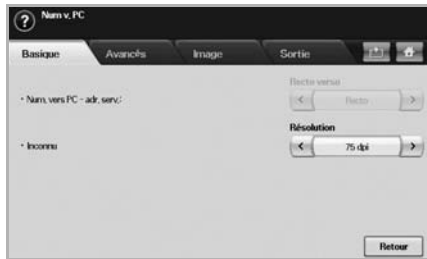 Num v. PC
Basique Avancés Image Sortie
Recto verso
• Num. vers PC - adr. serv.:
Recto
Résolution
• Inconnu
75 dpi
Retour